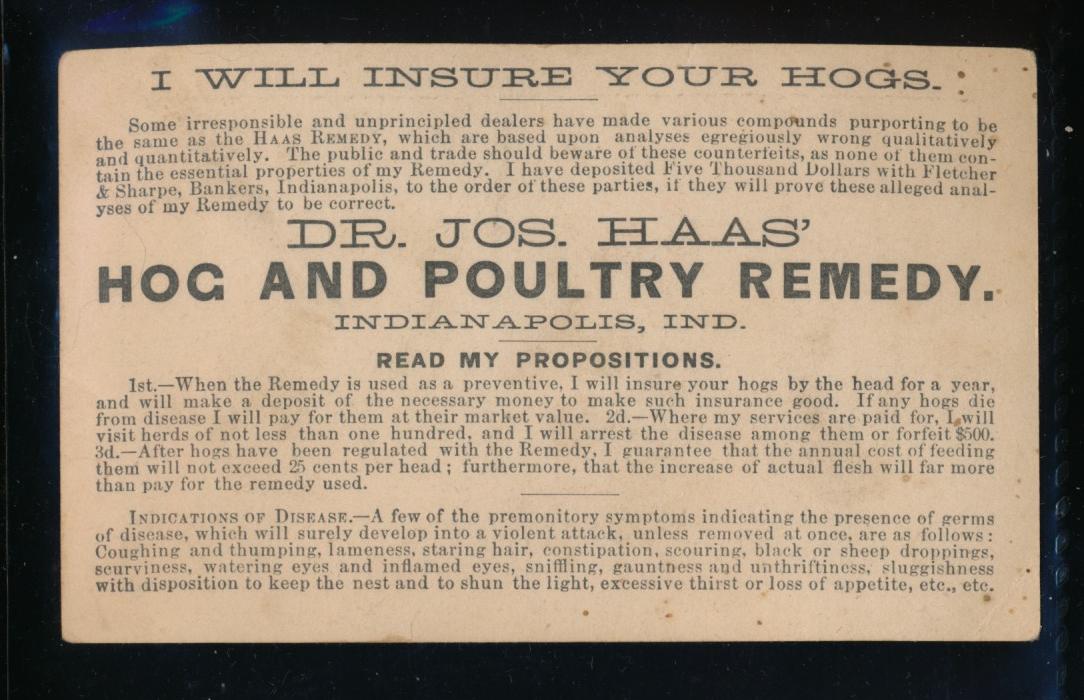 I WILL INSURE YOUR HOGS.
Some irresponsible and unprincipled dealers have made various compounds purporting to be
the same as the HAAS REMEDY, which are based upon analyses egregiously wrong qualitatively
and quantitatively. The public and trade should beware of these counterfeits, as none of them con-
tain the essential properties of my Remedy. I have deposited Five Thousand Dollars with Fletcher
& Sharpe, Bankers, Indianapolis, to the order of these parties, if they will prove these alleged anal-
yses of my Remedy to be correct.
DR. JOS. HAAS'
HOG AND POULTRY REMEDY.
INDIANAPOLIS, IND.
READ MY PROPOSITIONS.
1st.—When the Remedy is used as a preventive, I will insure your hogs by the head for a year,
and will make a deposit of the necessary money to make such insurance good. If any hogs die
from disease I will pay for them at their market value. 2d.—Where my services are paid for, I will
visit herds of not less than one hundred, and I will arrest the disease among them or forfeit $500.
3d.—After hogs have been regulated with the Remedy, I guarantee that the annual cost of feeding
them will not exceed 25 cents per head; furthermore, that the increase of actual flesh will far more
than pay for the remedy used.
INDICATIONS OF DISEASE.—A few of the premonitory symptoms indicating the presence of germs
of disease, which will surely develop into a violent attack, unless removed at once, are as follows:
Coughing and thumping, lameness, staring hair, constipation, scouring, black or sheep droppings,
scurviness, watering eyes and inflamed eyes, sniffling, gauntness and unthriftiness, sluggishness
with disposition to keep the nest and to shun the light, excessive thirst or loss of appetite, etc., etc.